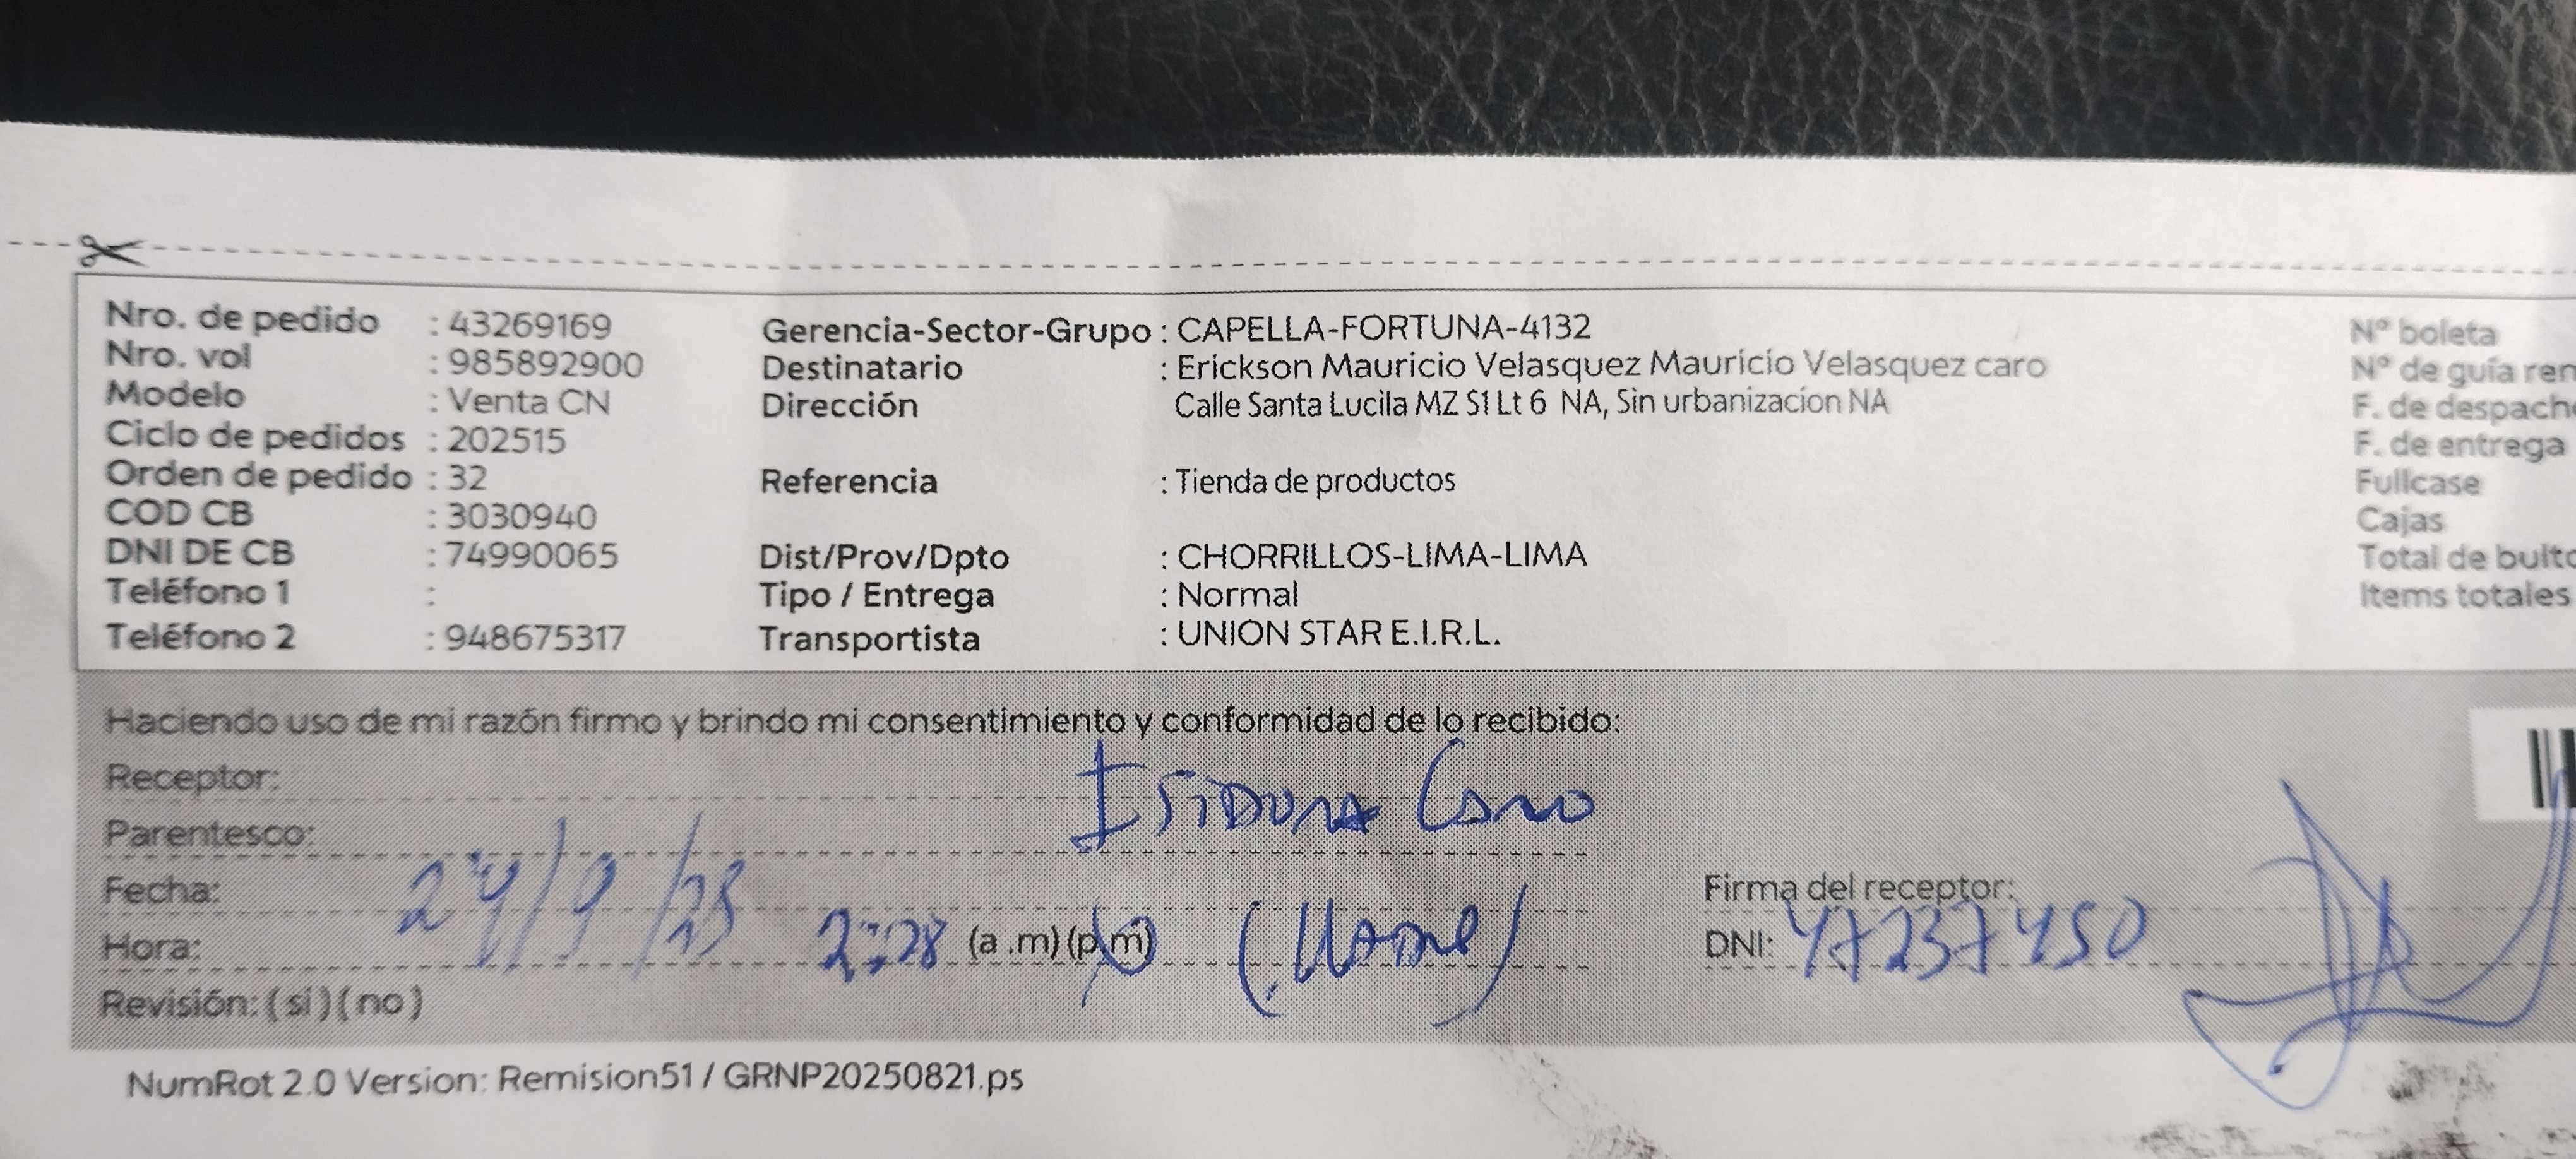 Nro. de pedido : 43269169 Gerencia-Sector-Grupo : CAPELLA-FORTUNA-4132 N° boleta
Nro. vol : 985892900 Destinatario : Erickson Mauricio Velasquez Mauricio Velasquez caro N° de guía ren
Modelo : Venta CN Dirección Calle Santa Lucila MZ S1 Lt 6 NA, Sin urbanizacion NA F. de despach
Ciclo de pedidos : 202515 F. de entrega
Orden de pedido : 32 Referencia : Tienda de productos Fullcase
COD CB : 3030940 Cajas
DNI DE CB : 74990065 Dist/Prov/Dpto : CHORRILLOS-LIMA-LIMA Total de bulto
Teléfono 1 : Tipo / Entrega : Normal Items totales
Teléfono 2 : 948675317 Transportista : UNION STAR E.I.R.L.
Haciendo uso de mi razón firmo y brindo mi consentimiento y conformidad de lo recibido:
Receptor: Isidora Caro
Parentesco:
Fecha: 24/9/25 Firma del receptor:
Hora: 2:28 (a .m) (p.m) (Madre) DNI: 47237450
Revisión: ( si ) ( no )
NumRot 2.0 Version: Remision51 / GRNP20250821.ps